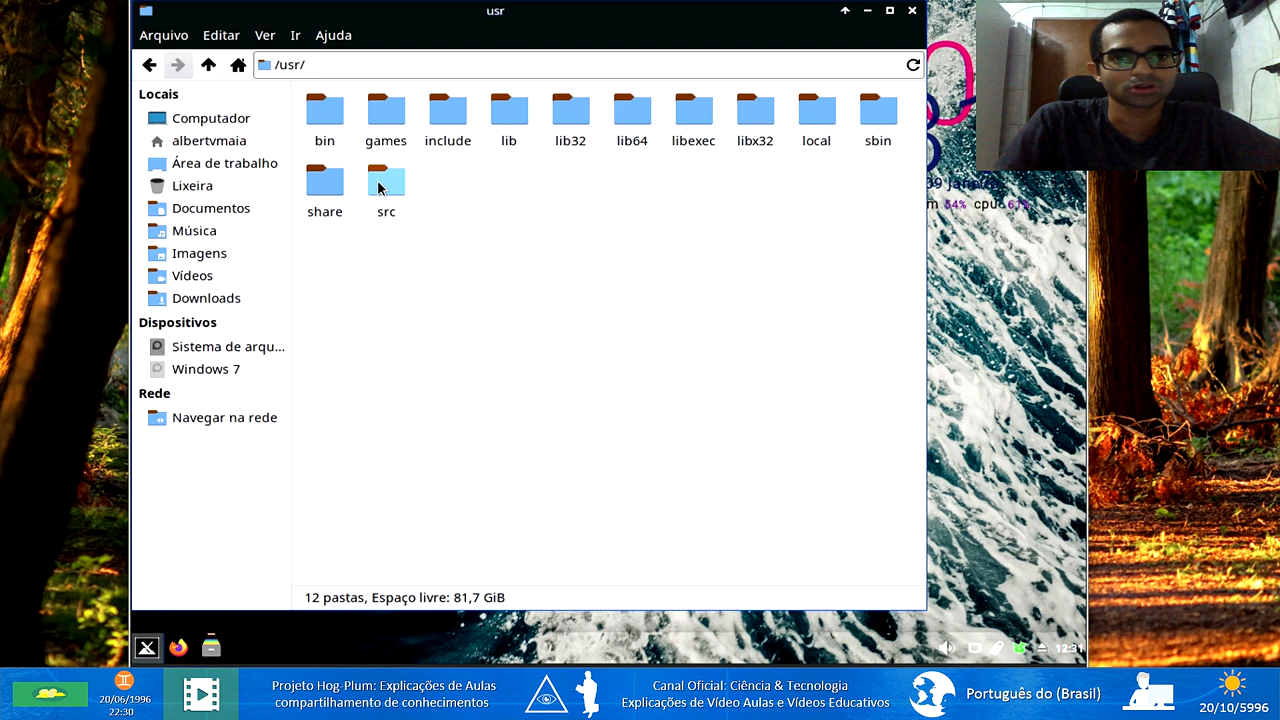 usr
Arquivo Editar Ver Ir Ajuda
/usr/
Locais
Computador
albertvmaia
Área de trabalho
Lixeira
Documentos
Música
Imagens
Vídeos
Downloads
Dispositivos
Sistema de arqu...
Windows 7
Rede
Navegar na rede
bin games include lib lib32 lib64 libexec libx32 local sbin
share src
12 pastas, Espaço livre: 81,7 GiB
54% cpu 61%
12:31
20/06/1996
22:30
Projeto Hog-Plum: Explicações de Aulas
compartilhamento de conhecimentos
Canal Oficial: Ciência & Tecnologia
Explicações de Vídeo Aulas e Vídeos Educativos
Português do (Brasil)
20/10/5996